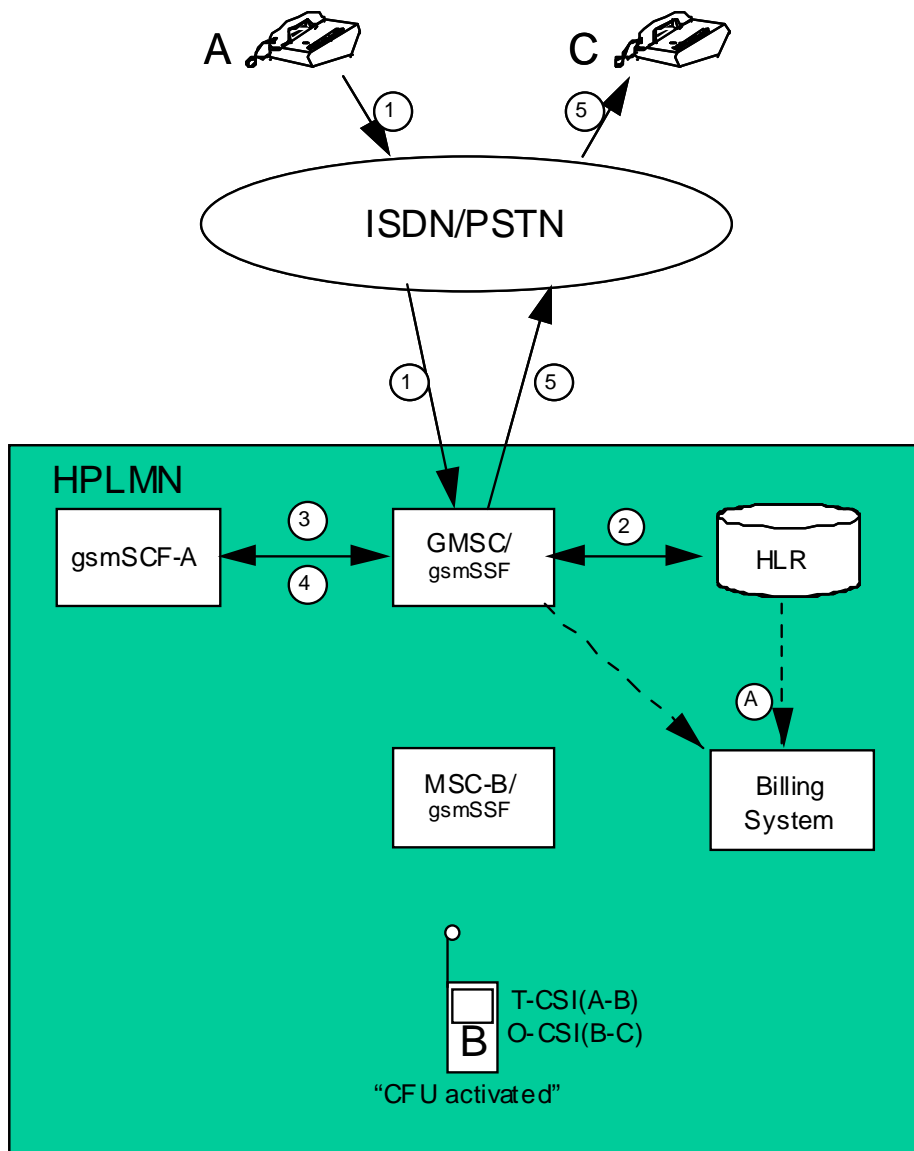 A
C
1
5
ISDN/PSTN
1
5
HPLMN
gsmSCF-A
3
4
GMSC/
gsmSSF
2
HLR
A
MSC-B/
gsmSSF
Billing
System
T-CSI(A-B)
O-CSI(B-C)
B
“CFU activated”